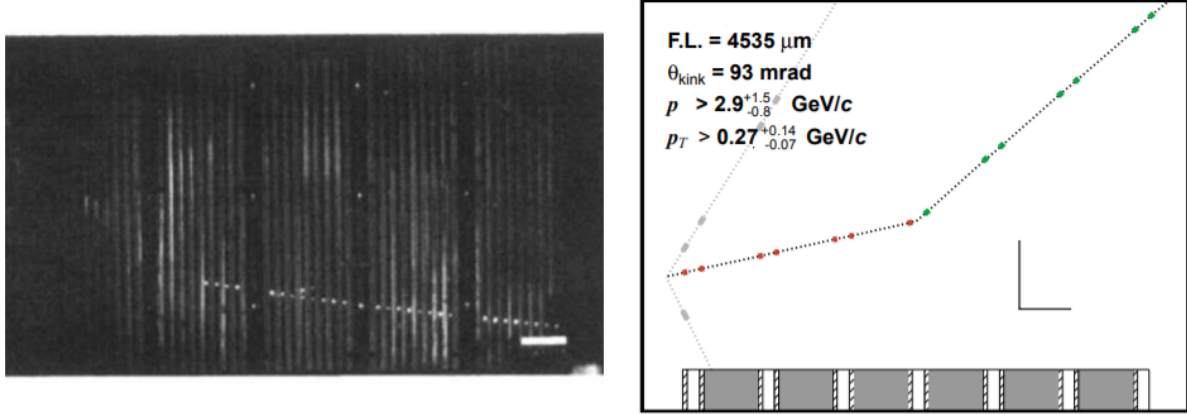 F.L. = 4535 μm
θkink = 93 mrad
p > 2.9 +1.5 -0.8 GeV/c
pT > 0.27 +0.14 -0.07 GeV/c